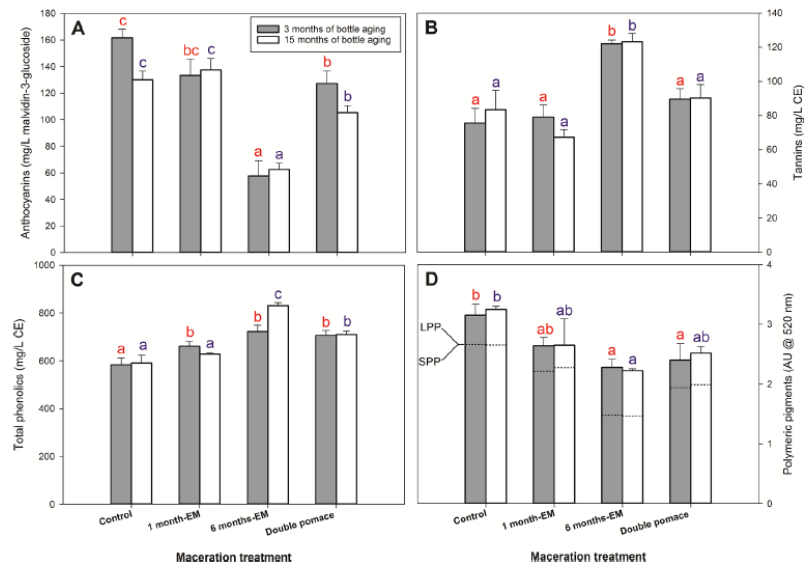 A
3 months of bottle aging
15 months of bottle aging
c
c
bc
c
a
a
b
b
180
160
140
120
100
80
60
40
20
0
Anthocyanins (mg/L malvidin-3-glucoside)
B
a
a
a
a
b
b
a
a
140
120
100
80
60
40
20
0
Tannins (mg/L CE)
C
a
a
b
a
b
c
b
b
1000
800
600
400
200
0
Total phenolics (mg/L CE)
Control
1 month-EM
6 months-EM
Double pomace
Maceration treatment
D
LPP
SPP
b
b
ab
ab
a
a
a
ab
4
3
2
1
0
Polymeric pigments (AU @ 520 nm)
Control
1 month-EM
6 months-EM
Double pomace
Maceration treatment